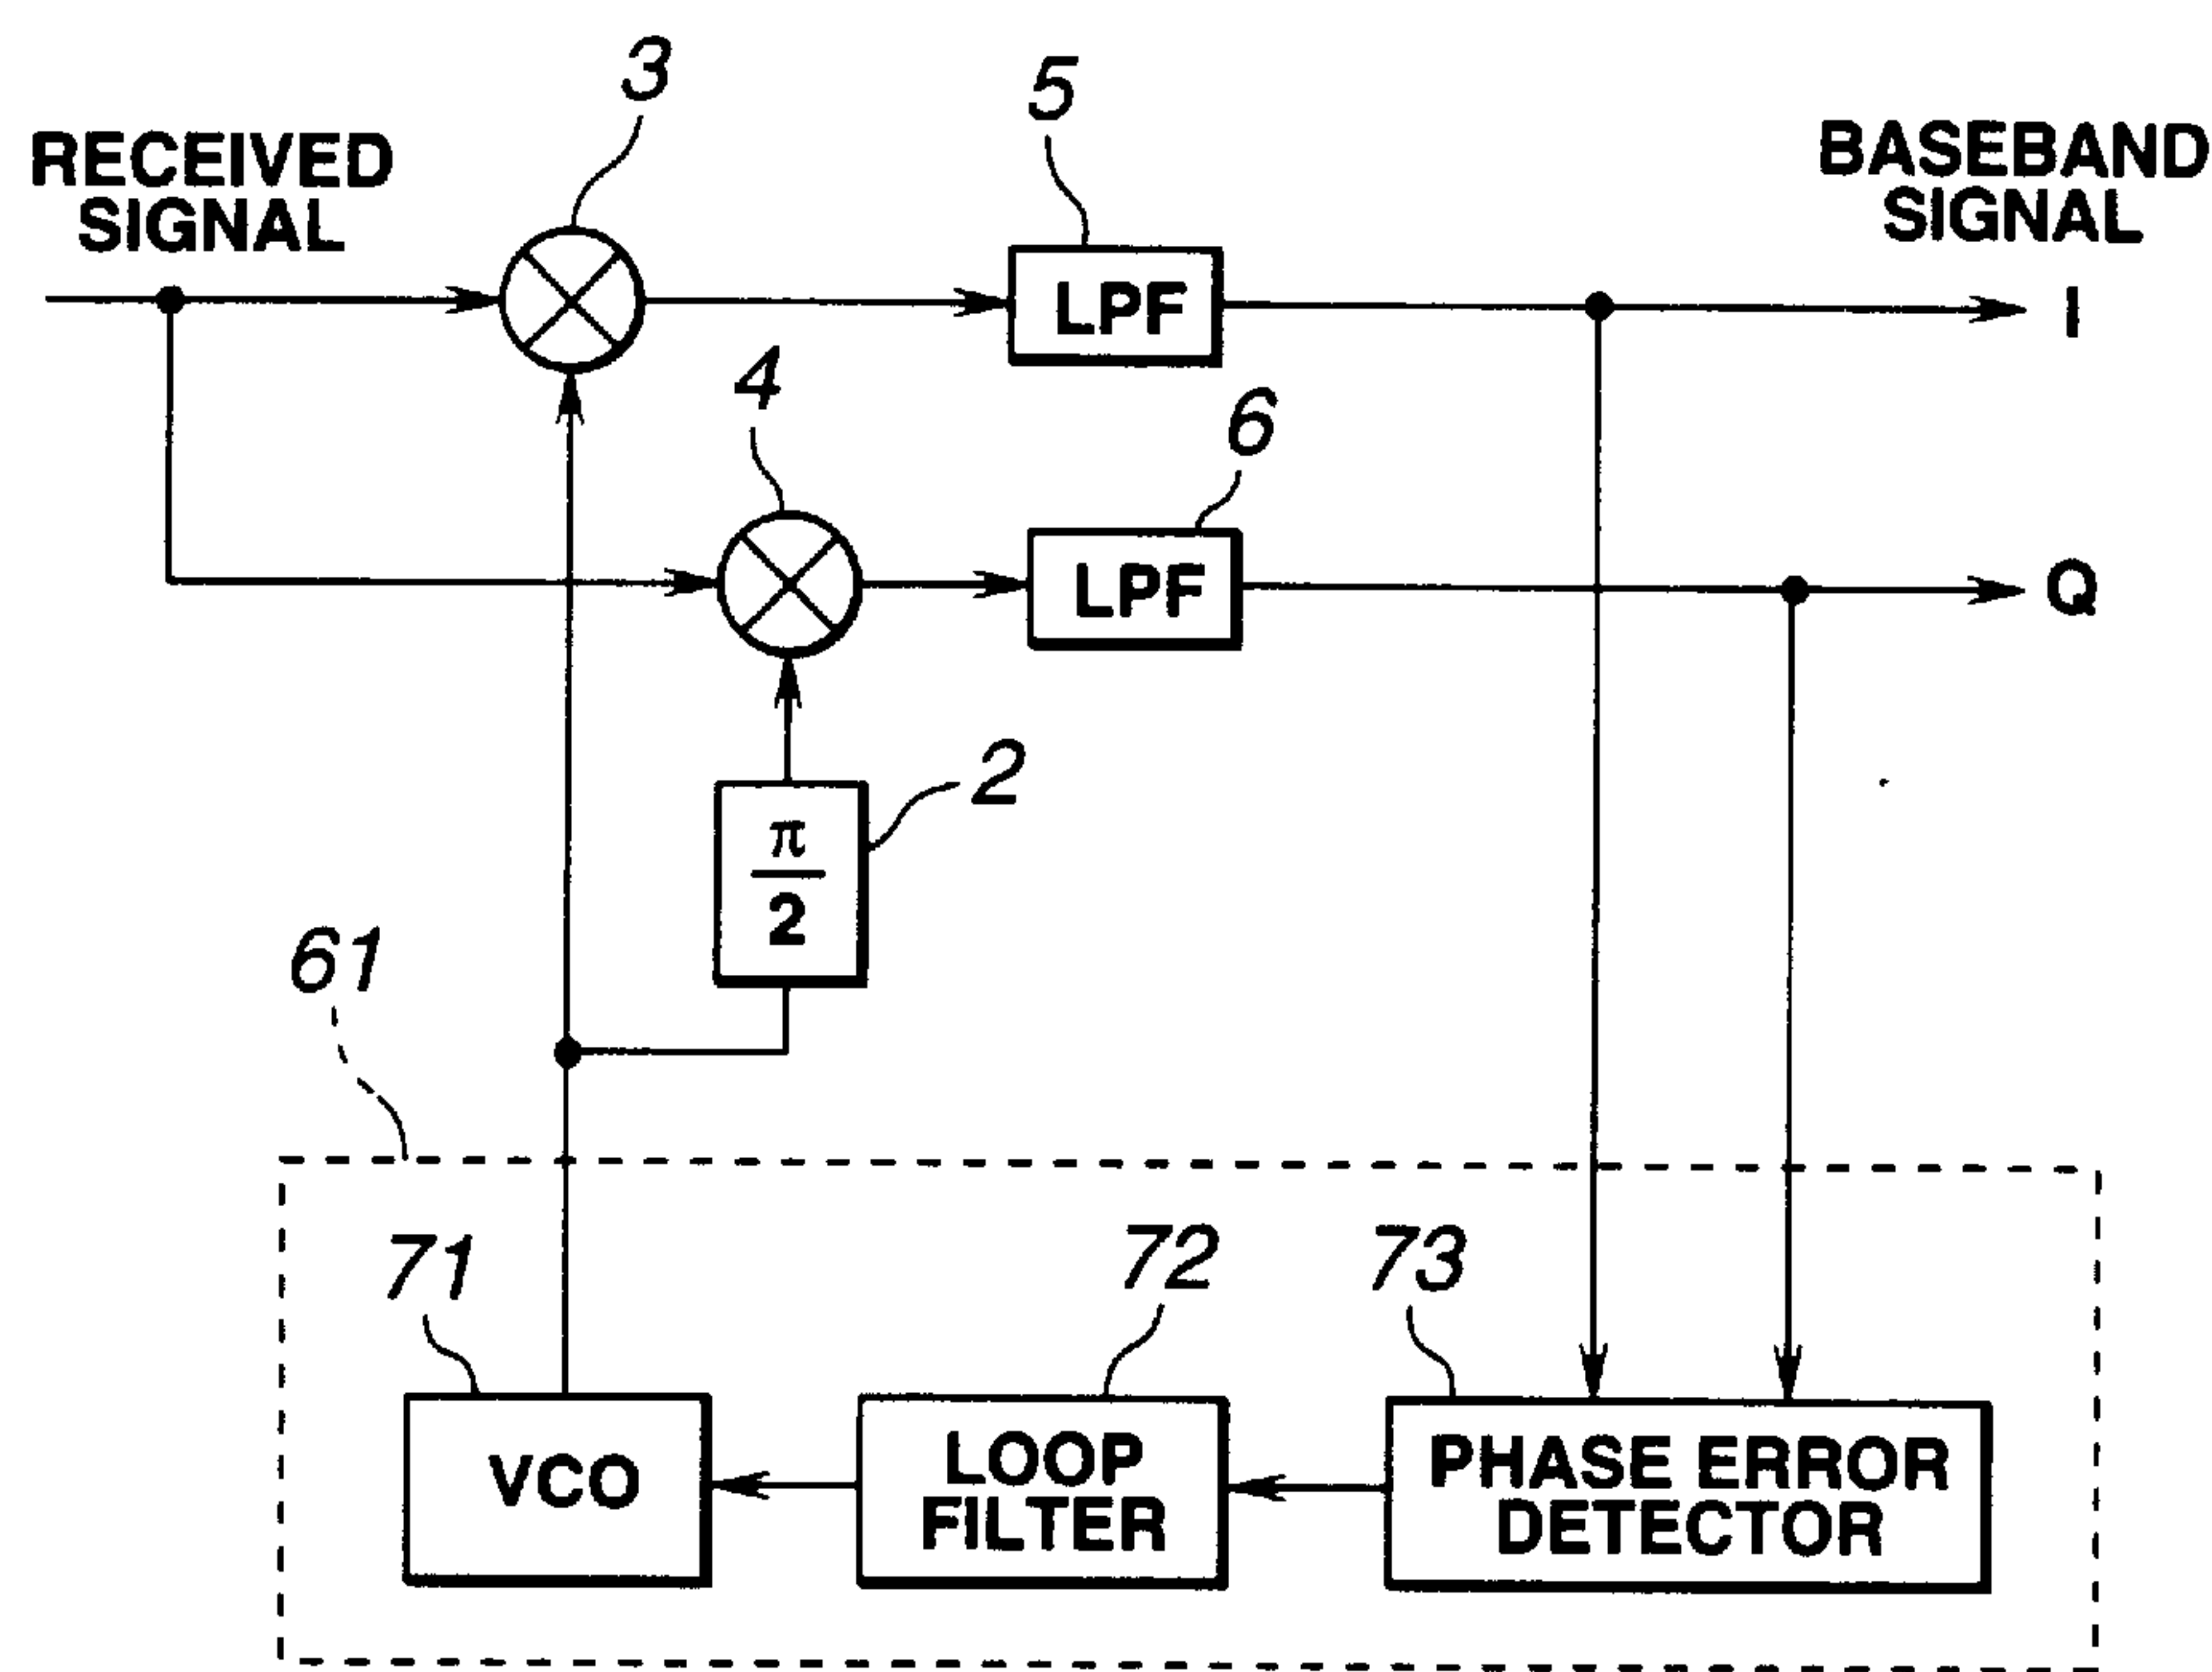 3
5
RECEIVED
SIGNAL
BASEBAND
SIGNAL
LPF
I
4
6
LPF
Q
2
π
2
61
71
72
73
VCO
LOOP
FILTER
PHASE ERROR
DETECTOR